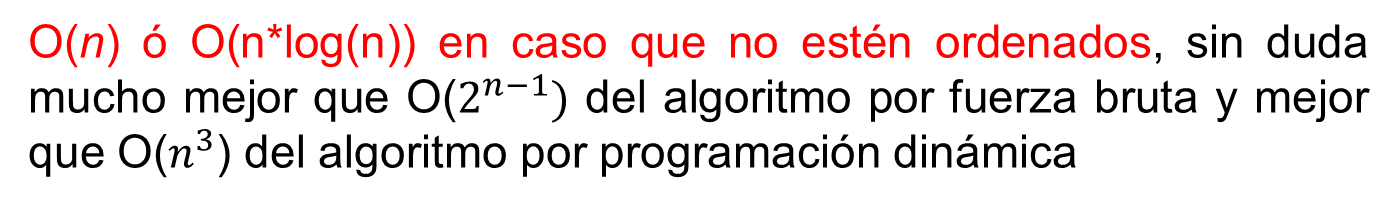 O(n) ó O(n*log(n)) en caso que no estén ordenados, sin duda
mucho mejor que O(2^{n−1}) del algoritmo por fuerza bruta y mejor
que O(n^3) del algoritmo por programación dinámica